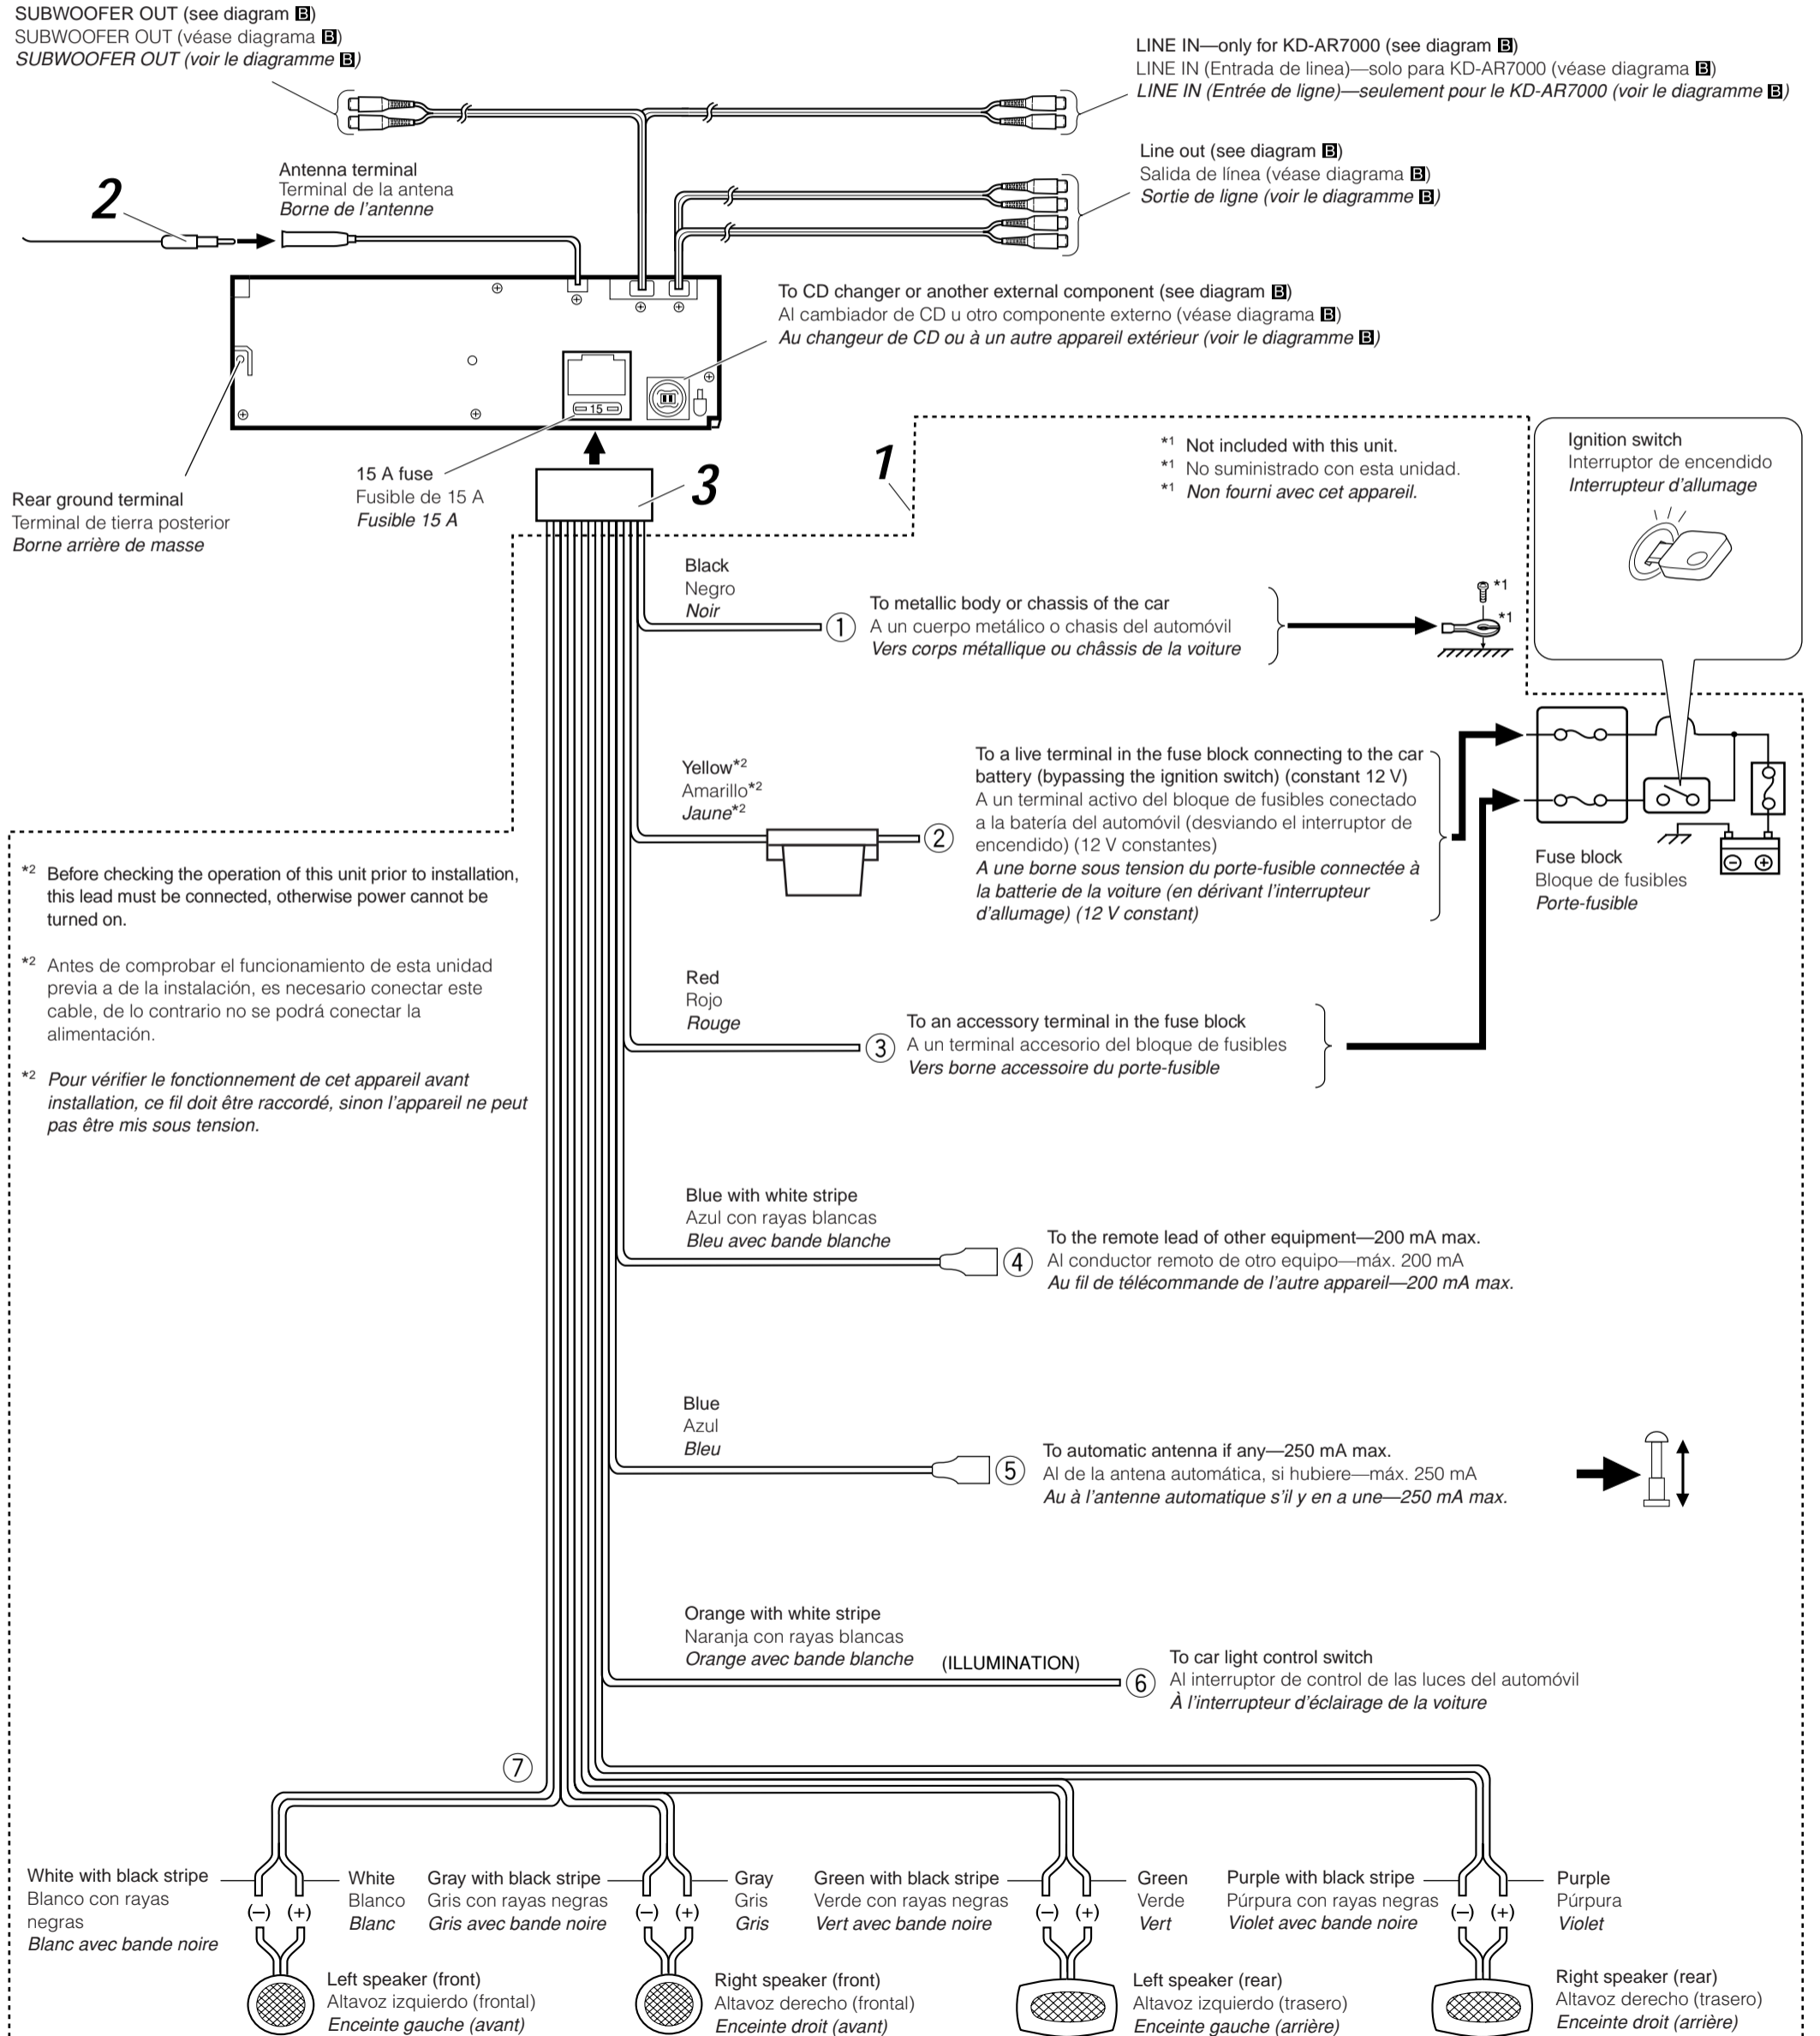 SUBWOOFER OUT (see diagram B)
SUBWOOFER OUT (véase diagrama B)
SUBWOOFER OUT (voir le diagramme B)
LINE IN—only for KD-AR7000 (see diagram B)
LINE IN (Entrada de linea)—solo para KD-AR7000 (véase diagrama B)
LINE IN (Entrée de ligne)—seulement pour le KD-AR7000 (voir le diagramme B)
Line out (see diagram B)
Salida de línea (véase diagrama B)
Sortie de ligne (voir le diagramme B)
2
Antenna terminal
Terminal de la antena
Borne de l'antenne
To CD changer or another external component (see diagram B)
Al cambiador de CD u otro componente externo (véase diagrama B)
Au changeur de CD ou à un autre appareil extérieur (voir le diagramme B)
15
Rear ground terminal
Terminal de tierra posterior
Borne arrière de masse
15 A fuse
Fusible de 15 A
Fusible 15 A
3
1
*1 Not included with this unit.
*1 No suministrado con esta unidad.
*1 Non fourni avec cet appareil.
Ignition switch
Interruptor de encendido
Interrupteur d'allumage
Black
Negro
Noir
1
To metallic body or chassis of the car
A un cuerpo metálico o chasis del automóvil
Vers corps métallique ou châssis de la voiture
*1
*1
Yellow*2
Amarillo*2
Jaune*2
2
To a live terminal in the fuse block connecting to the car
battery (bypassing the ignition switch) (constant 12 V)
A un terminal activo del bloque de fusibles conectado
a la batería del automóvil (desviando el interruptor de
encendido) (12 V constantes)
A une borne sous tension du porte-fusible connectée à
la batterie de la voiture (en dérivant l'interrupteur
d'allumage) (12 V constant)
Fuse block
Bloque de fusibles
Porte-fusible
*2 Before checking the operation of this unit prior to installation,
this lead must be connected, otherwise power cannot be
turned on.
*2 Antes de comprobar el funcionamiento de esta unidad
previa a de la instalación, es necesario conectar este
cable, de lo contrario no se podrá conectar la
alimentación.
*2 Pour vérifier le fonctionnement de cet appareil avant
installation, ce fil doit être raccordé, sinon l'appareil ne peut
pas être mis sous tension.
Red
Rojo
Rouge
3
To an accessory terminal in the fuse block
A un terminal accesorio del bloque de fusibles
Vers borne accessoire du porte-fusible
Blue with white stripe
Azul con rayas blancas
Bleu avec bande blanche
4
To the remote lead of other equipment—200 mA max.
Al conductor remoto de otro equipo—máx. 200 mA
Au fil de télécommande de l'autre appareil—200 mA max.
Blue
Azul
Bleu
5
To automatic antenna if any—250 mA max.
Al de la antena automática, si hubiere—máx. 250 mA
Au à l'antenne automatique s'il y en a une—250 mA max.
Orange with white stripe
Naranja con rayas blancas
Orange avec bande blanche
(ILLUMINATION)
6
To car light control switch
Al interruptor de control de las luces del automóvil
À l'interrupteur d'éclairage de la voiture
7
White with black stripe
Blanco con rayas
negras
Blanc avec bande noire
(–) (+)
White
Blanco
Blanc
Gray with black stripe
Gris con rayas negras
Gris avec bande noire
(–) (+)
Gray
Gris
Gris
Green with black stripe
Verde con rayas negras
Vert avec bande noire
(–) (+)
Green
Verde
Vert
Purple with black stripe
Púrpura con rayas negras
Violet avec bande noire
(–) (+)
Purple
Púrpura
Violet
Left speaker (front)
Altavoz izquierdo (frontal)
Enceinte gauche (avant)
Right speaker (front)
Altavoz derecho (frontal)
Enceinte droit (avant)
Left speaker (rear)
Altavoz izquierdo (trasero)
Enceinte gauche (arrière)
Right speaker (rear)
Altavoz derecho (trasero)
Enceinte droit (arrière)